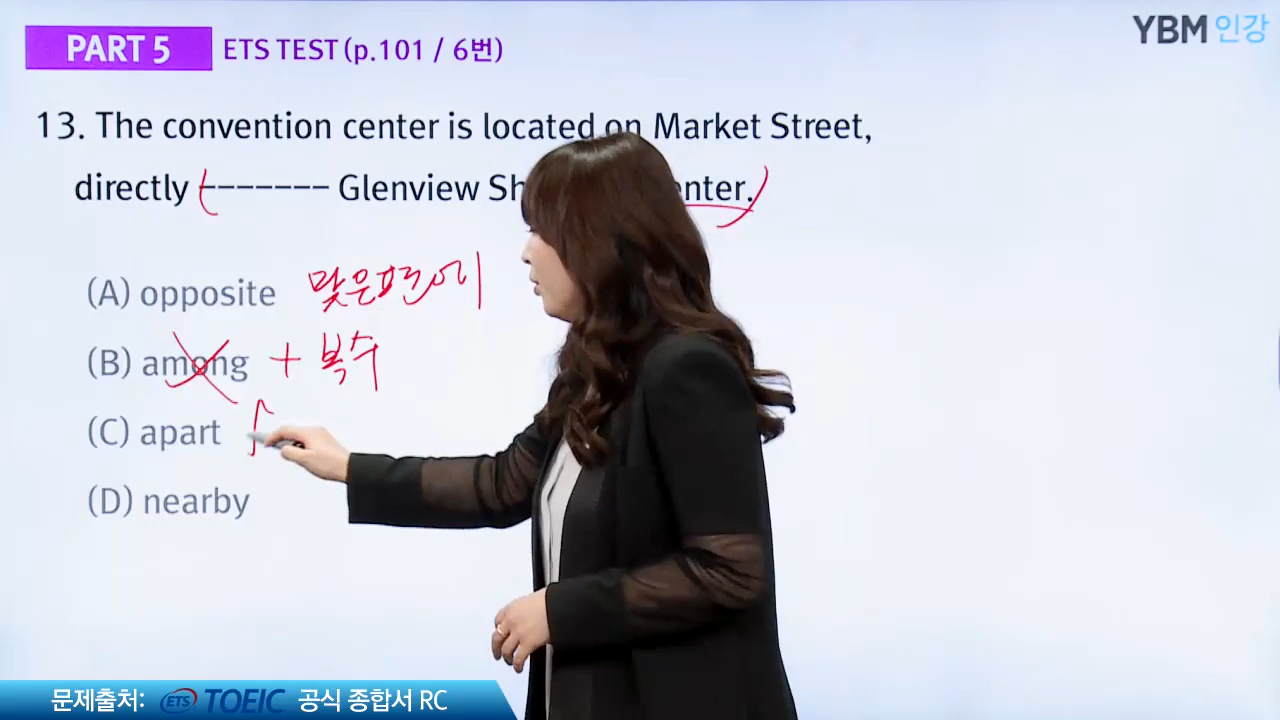 PART 5 ETS TEST (p.101 / 6번)
YBM 인강
13. The convention center is located on Market Street,
directly ------- Glenview Sh enter.
(A) opposite 맞은편에
(B) among + 복수
(C) apart
(D) nearby
문제출처: ETS TOEIC 공식 종합서 RC